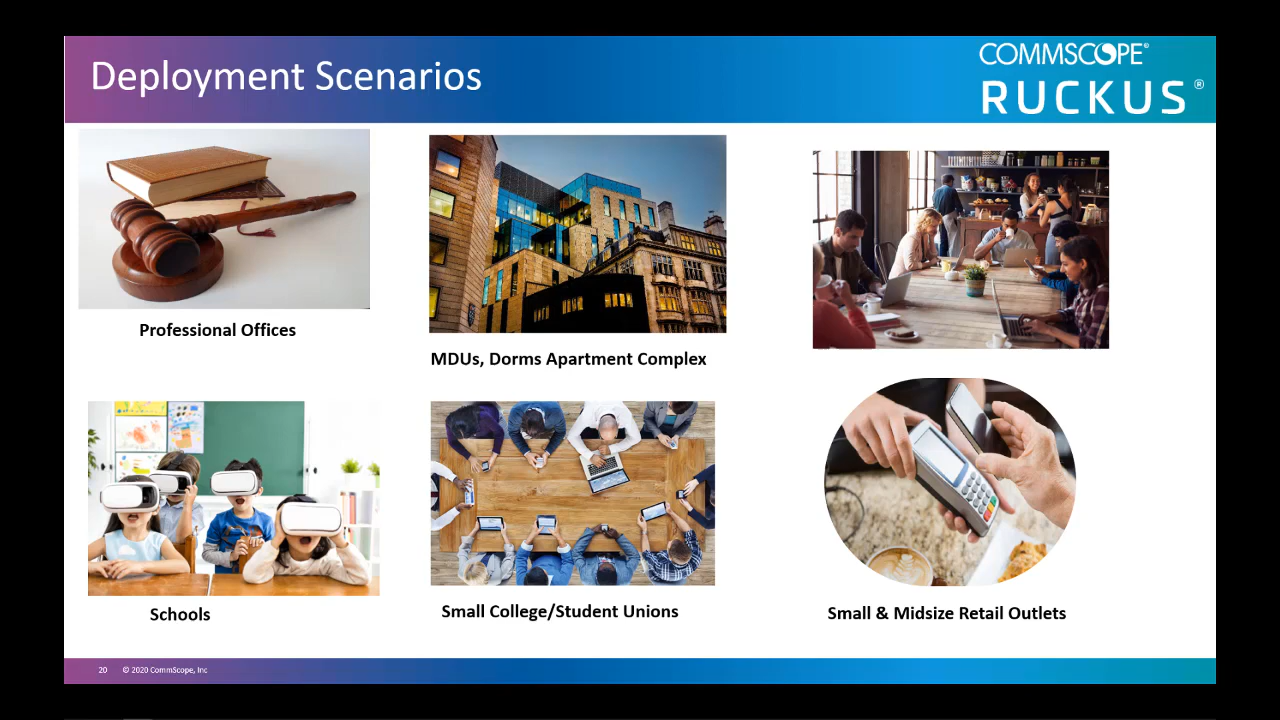 Deployment Scenarios
COMMSCOPE®
RUCKUS®
Professional Offices
MDUs, Dorms Apartment Complex
Schools
Small College/Student Unions
Small & Midsize Retail Outlets
20 © 2020 CommScope, Inc